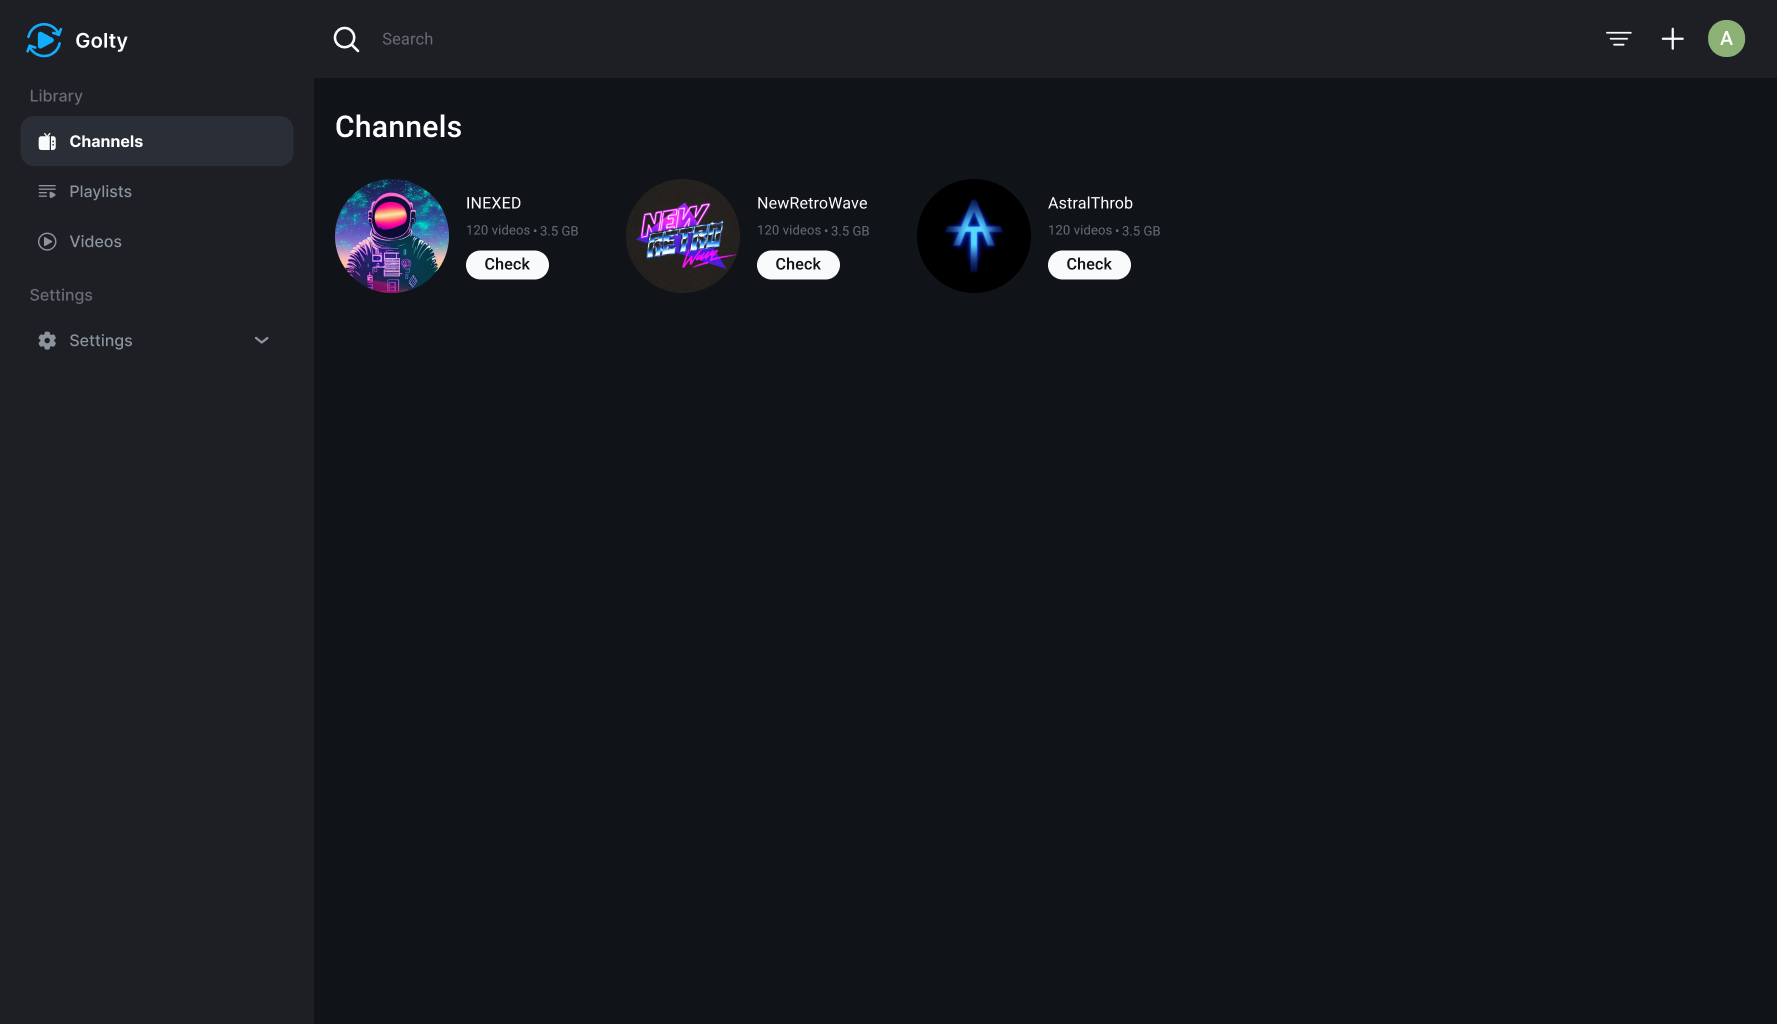 Golty
Search
A
Library
Channels
Playlists
Videos
Settings
Settings
Channels
INEXED
120 videos • 3.5 GB
Check
NEW
RETRO
Wave
NewRetroWave
120 videos • 3.5 GB
Check
AT
AstralThrob
120 videos • 3.5 GB
Check